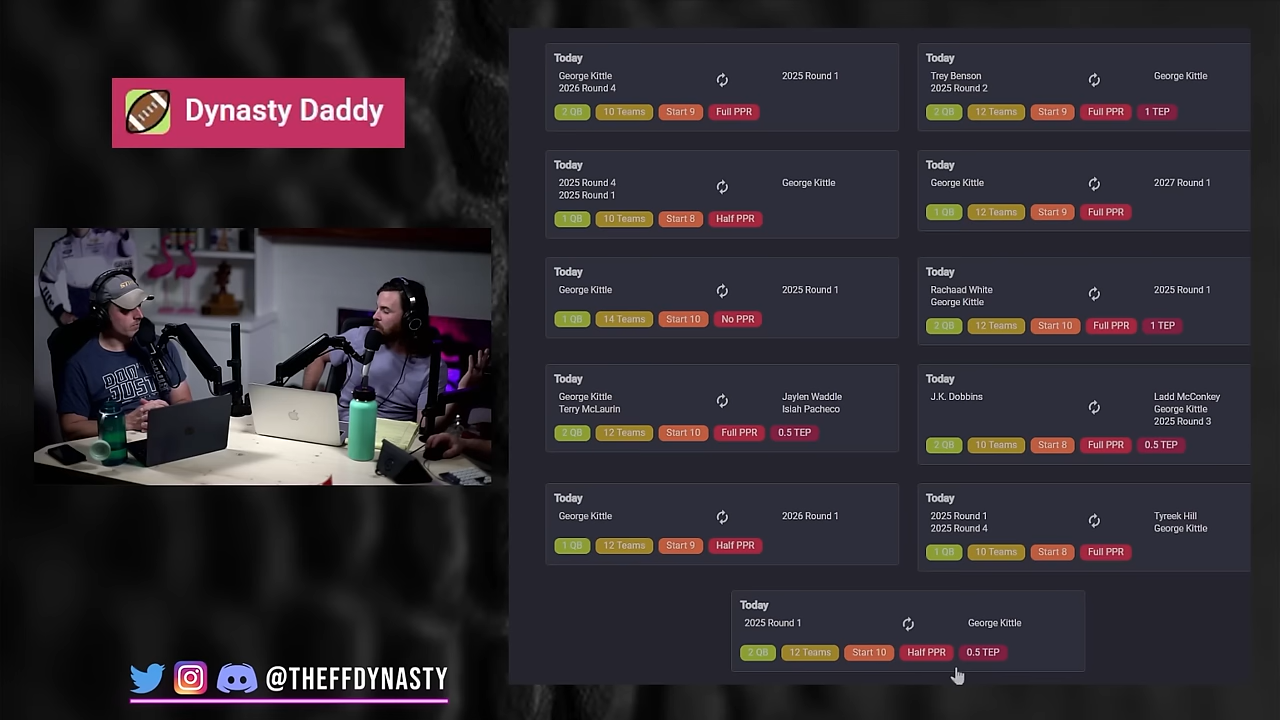 Dynasty Daddy
DON'T
JUST
@THEFFDYNASTY
Today
George Kittle
2026 Round 4
2025 Round 1
2 QB 10 Teams Start 9 Full PPR
Today
Trey Benson
2025 Round 2
George Kittle
2 QB 12 Teams Start 9 Full PPR 1 TEP
Today
2025 Round 4
2025 Round 1
George Kittle
1 QB 10 Teams Start 8 Half PPR
Today
George Kittle
2027 Round 1
1 QB 12 Teams Start 9 Full PPR
Today
George Kittle
2025 Round 1
1 QB 14 Teams Start 10 No PPR
Today
Rachaad White
George Kittle
2025 Round 1
2 QB 12 Teams Start 10 Full PPR 1 TEP
Today
George Kittle
Terry McLaurin
Jaylen Waddle
Isiah Pacheco
2 QB 12 Teams Start 10 Full PPR 0.5 TEP
Today
J.K. Dobbins
Ladd McConkey
George Kittle
2025 Round 3
2 QB 10 Teams Start 8 Full PPR 0.5 TEP
Today
George Kittle
2026 Round 1
1 QB 12 Teams Start 9 Half PPR
Today
2025 Round 1
2025 Round 4
Tyreek Hill
George Kittle
1 QB 10 Teams Start 8 Full PPR
Today
2025 Round 1
George Kittle
2 QB 12 Teams Start 10 Half PPR 0.5 TEP